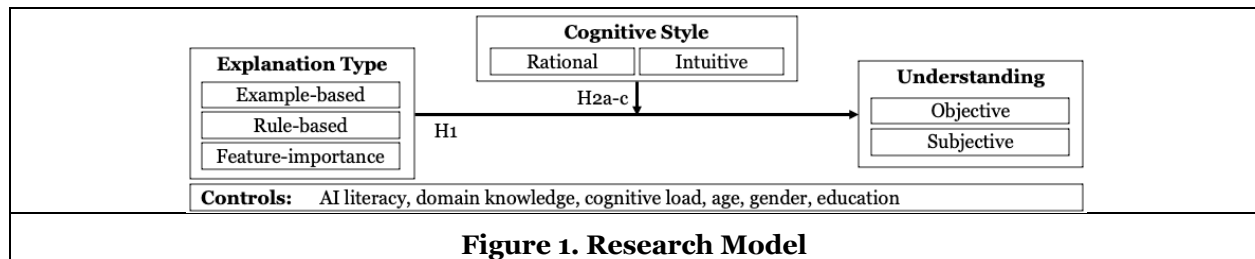 Cognitive Style
Rational
Intuitive
Explanation Type
Example-based
Rule-based
Feature-importance
H2a-c
H1
Understanding
Objective
Subjective
Controls: AI literacy, domain knowledge, cognitive load, age, gender, education
Figure 1. Research Model